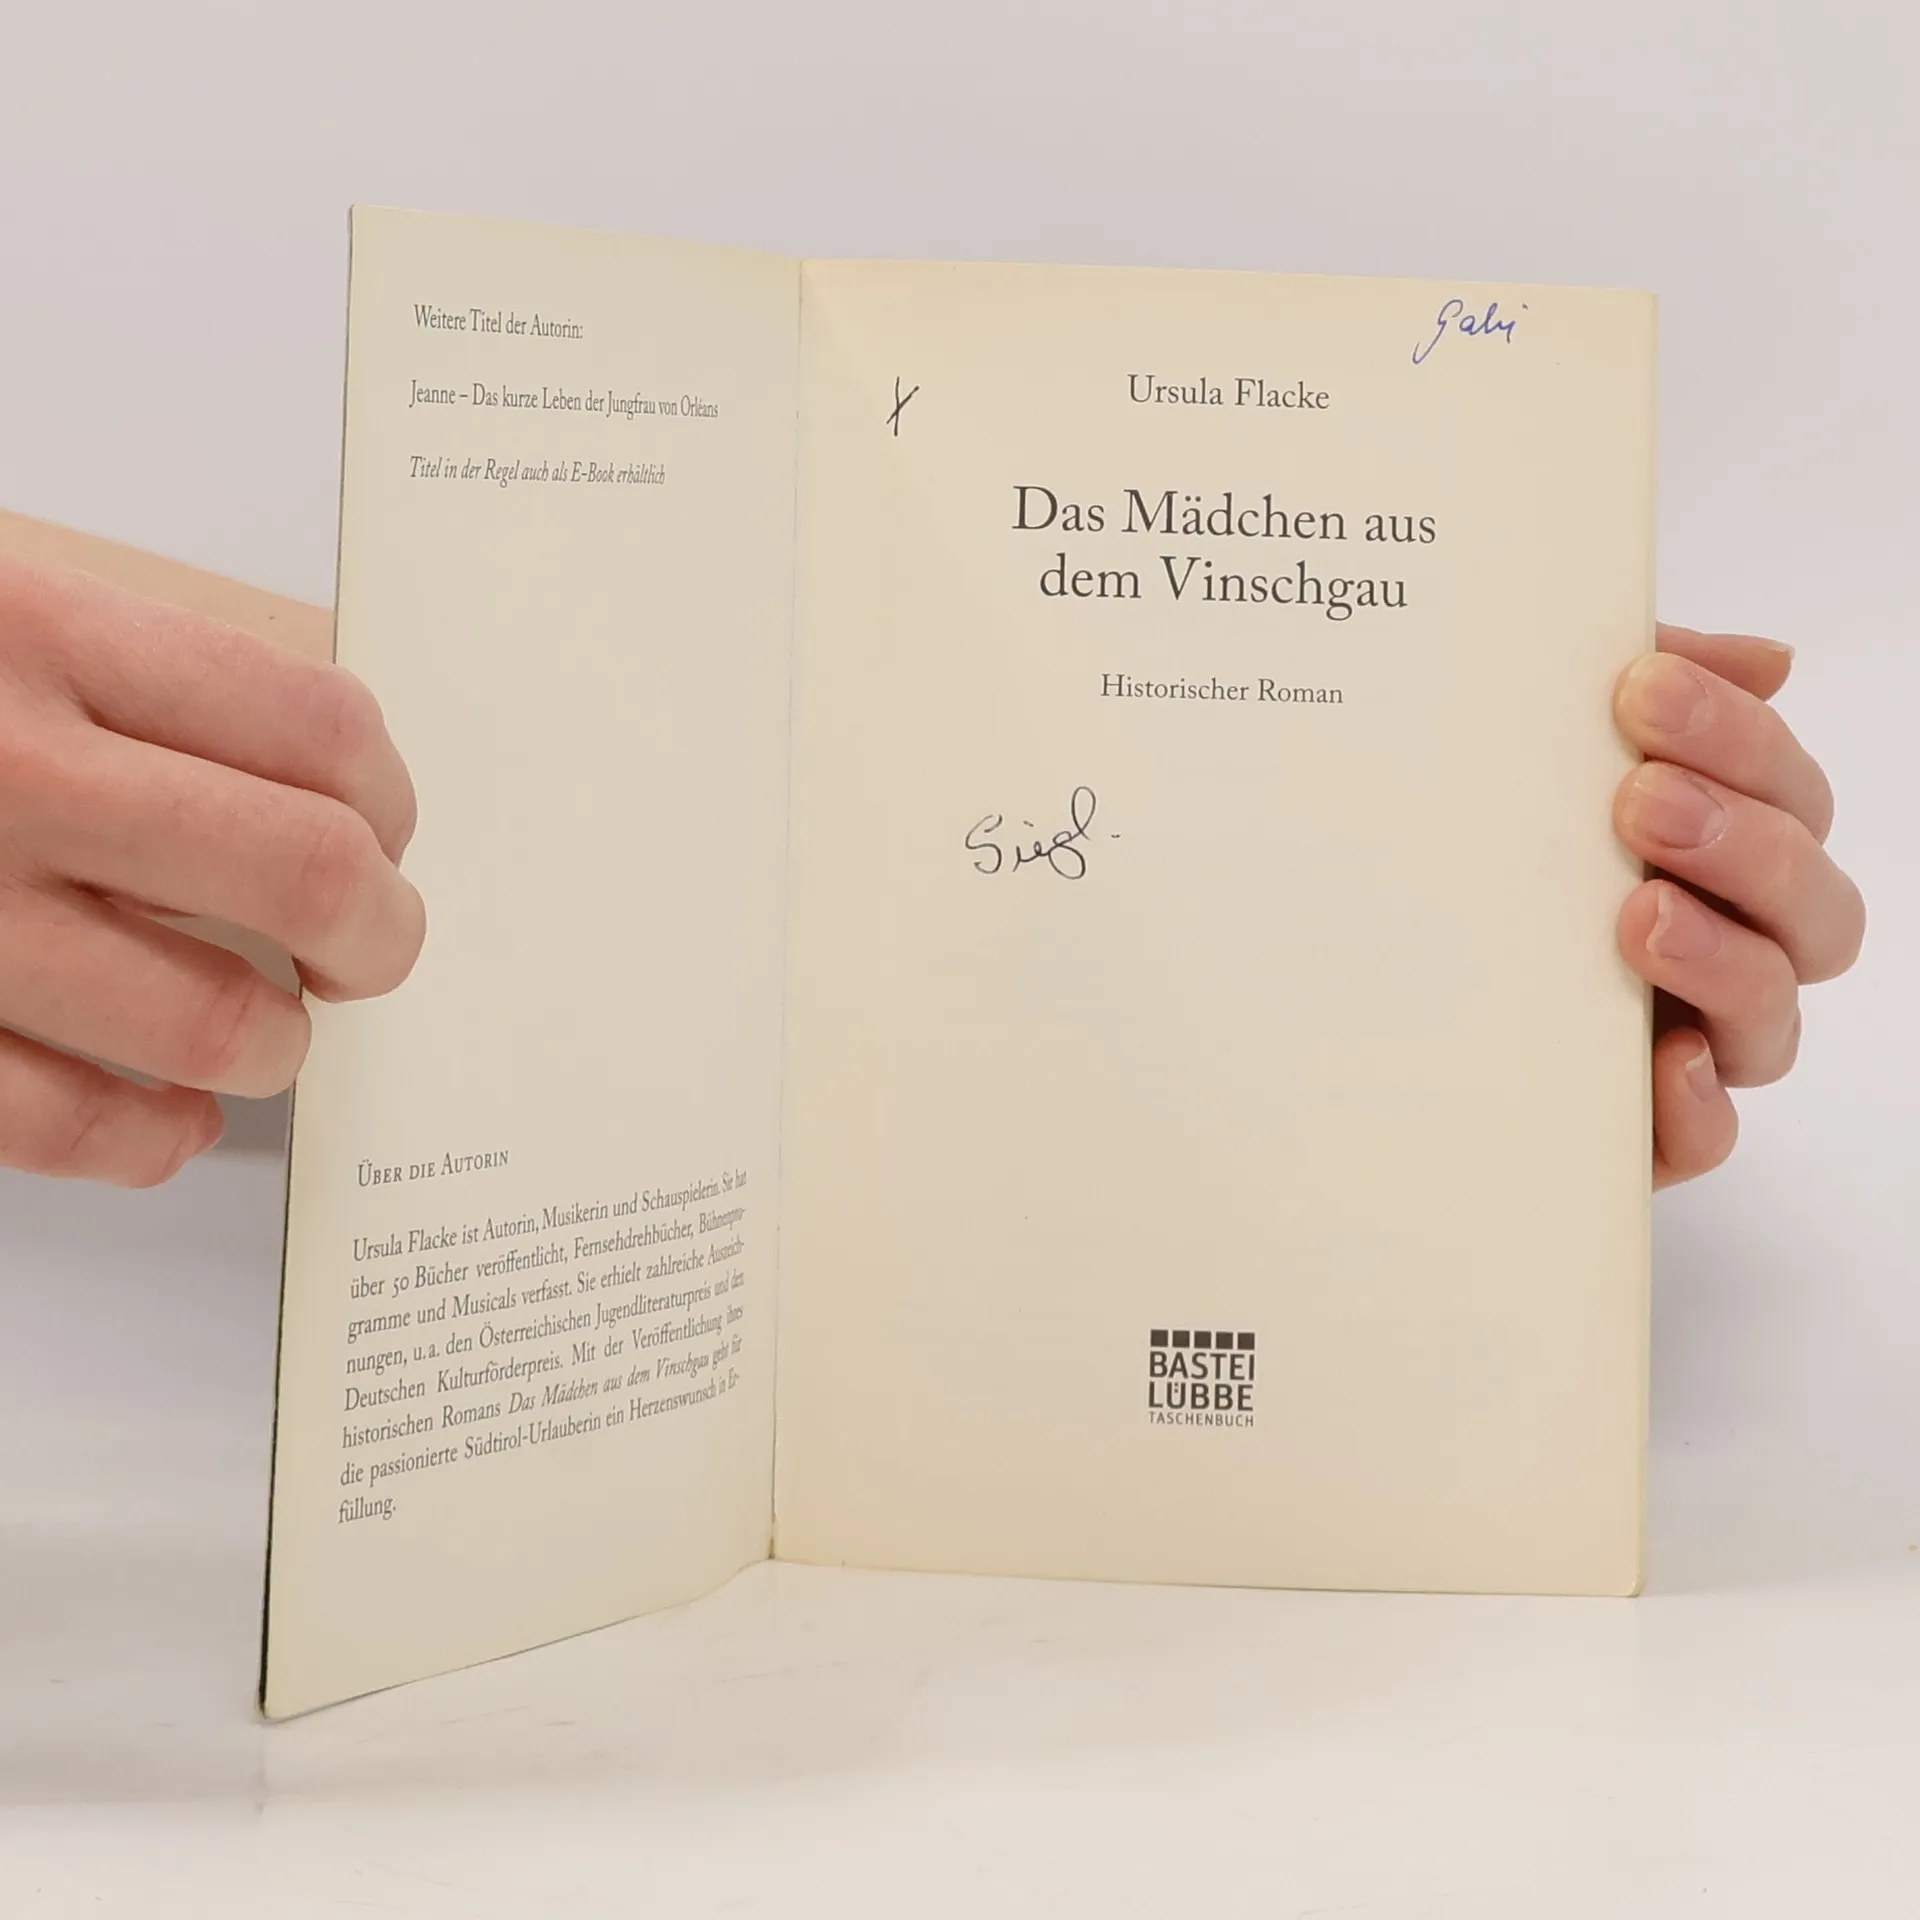 Weitere Titel der Autorin:
Jeanne – Das kurze Leben der Jungfrau von Orléans
Titel in der Regel auch als E-Book erhältlich
ÜBER DIE AUTORIN
Ursula Flacke ist Autorin, Musikerin und Schauspielerin. Sie hat
über 50 Bücher veröffentlicht, Fernsehdrehbücher, Bühnenpro-
gramme und Musicals verfasst. Sie erhielt zahlreiche Auszeich-
nungen, u. a. den Österreichischen Jugendliteraturpreis und den
Deutschen Kulturförderpreis. Mit der Veröffentlichung ihres
historischen Romans Das Mädchen aus dem Vinschgau geht für
die passionierte Südtirol-Urlauberin ein Herzenswunsch in Er-
füllung.
Gabi
Ursula Flacke
Das Mädchen aus
dem Vinschgau
Historischer Roman
Siegl.
BASTEI
LÜBBE
TASCHENBUCH